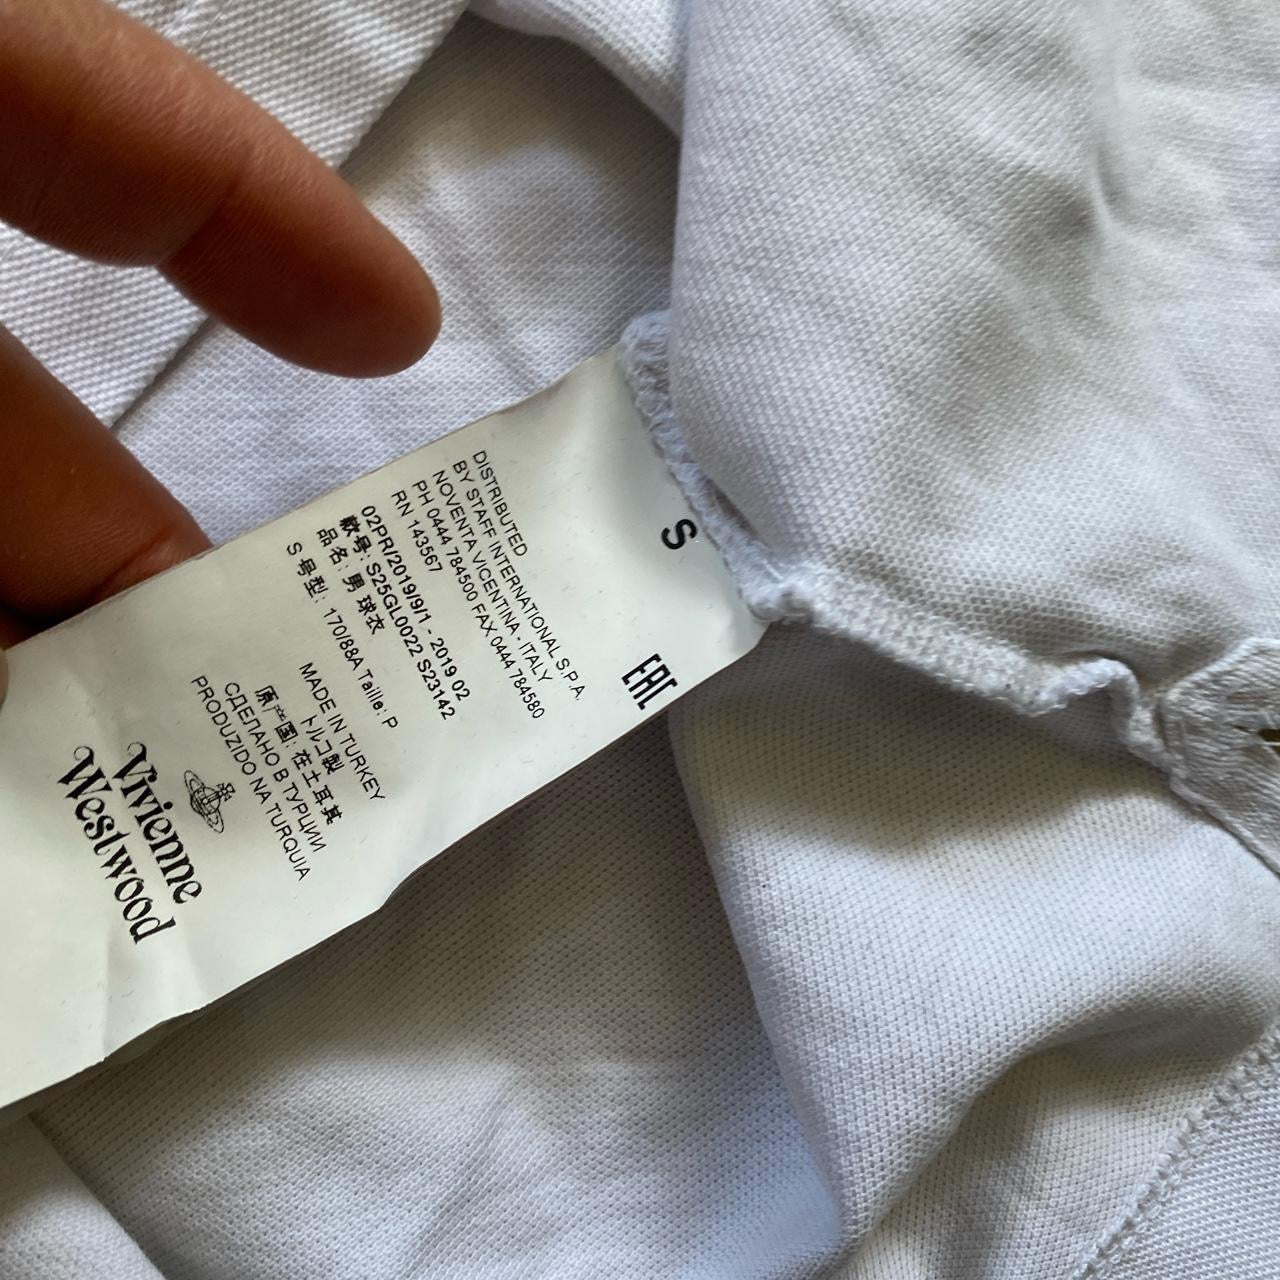 S
EAC
DISTRIBUTED
BY STAFF INTERNATIONAL S.P.A.
NOVENTA VICENTINA - ITALY
PH 0444 784500 FAX 0444 784580
RN 143567
02PR/2019/9/1 - 2019 02
款号: S25GL0022 S23142
品名: 男 球衣
S 号型: 170/88A Taille: P
MADE IN TURKEY
トルコ製
原产国: 在土耳其
СДЕЛАНО В ТУРЦИИ
PRODUZIDO NA TURQUIA
Vivienne
Westwood